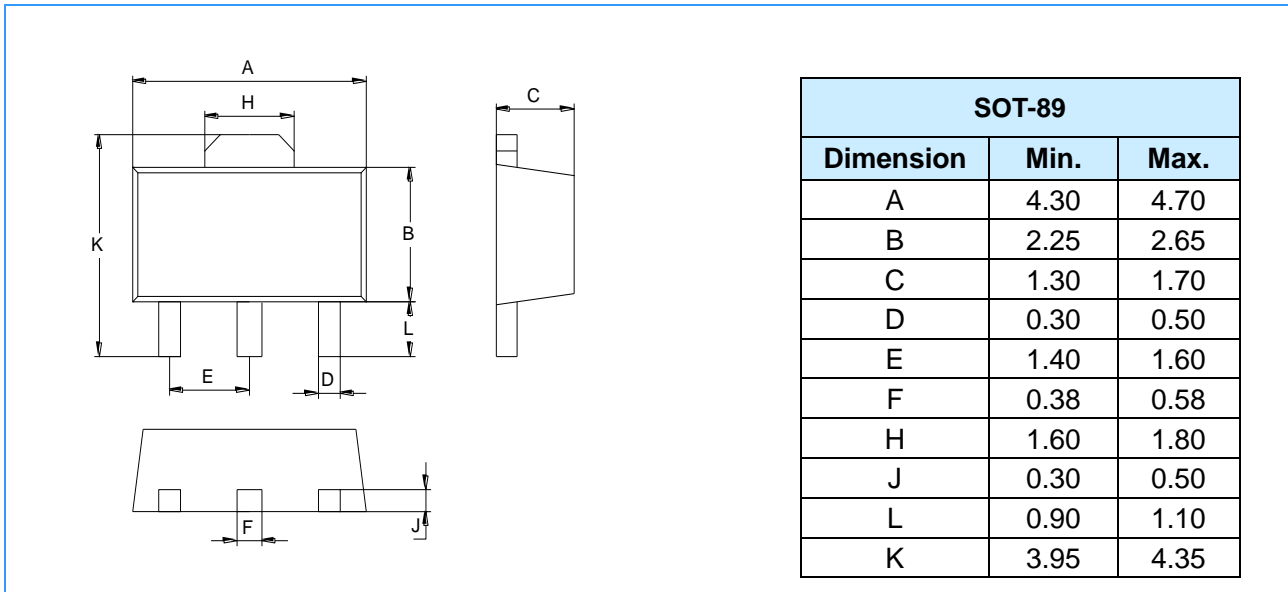 A
H
C
K
B
L
E
D
F
J
SOT-89
Dimension Min. Max.
A 4.30 4.70
B 2.25 2.65
C 1.30 1.70
D 0.30 0.50
E 1.40 1.60
F 0.38 0.58
H 1.60 1.80
J 0.30 0.50
L 0.90 1.10
K 3.95 4.35